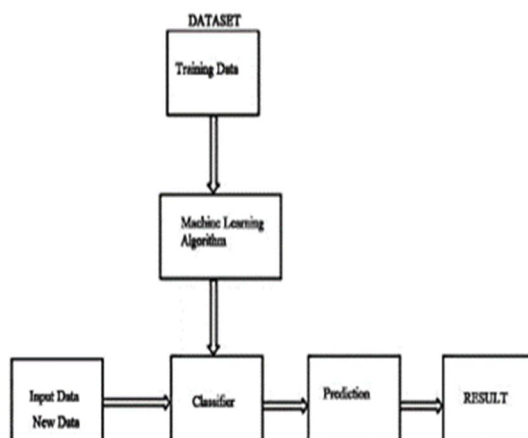 DATASET
Training Data
Machine Learning
Algorithm
Input Data
New Data
Classifier
Prediction
RESULT